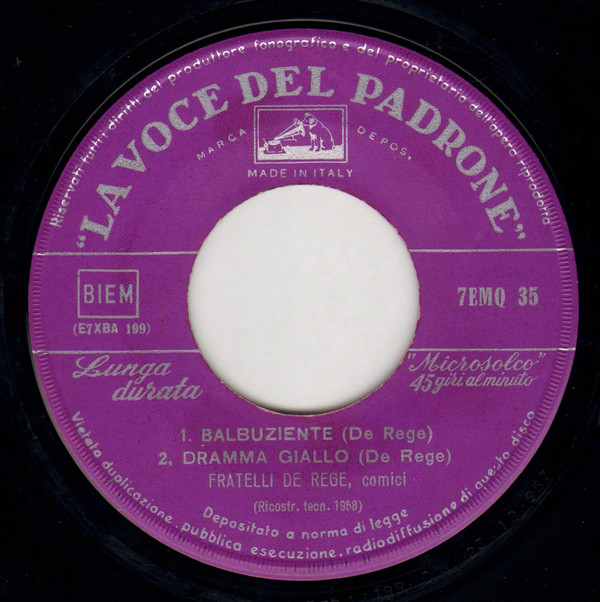 Riservati tutti i diritti del produttore fonografico e del proprietario dell'opera riprodotta
"LA VOCE DEL PADRONE"
MARCA DEPOS.
MADE IN ITALY
BIEM
7EMQ 35
(E7XBA 199)
Lunga durata
"Microsolco"
45 giri al minuto
1. BALBUZIENTE (De Rege)
2. DRAMMA GIALLO (De Rege)
FRATELLI DE REGE, comici
(Ricostr. tecn. 1958)
Depositato a norma di legge
Vietata duplicazione, pubblica esecuzione, radiodiffusione di questo disco